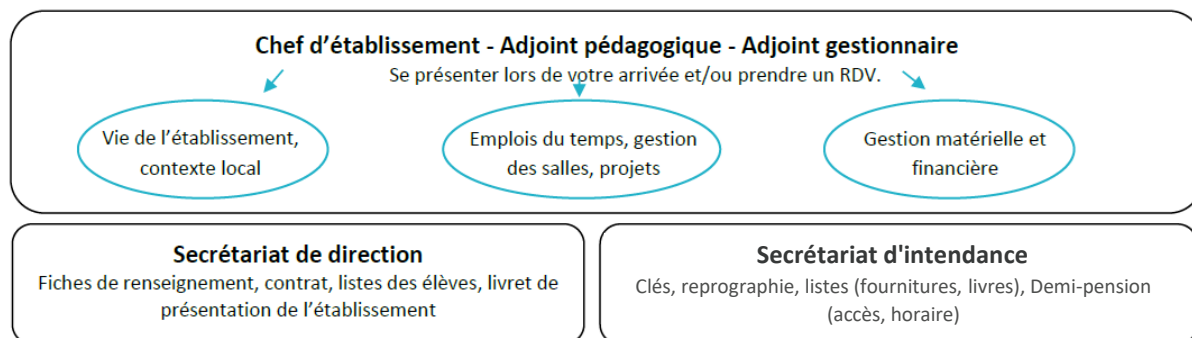 Chef d’établissement - Adjoint pédagogique - Adjoint gestionnaire
Se présenter lors de votre arrivée et/ou prendre un RDV.
Vie de l’établissement,
contexte local
Emplois du temps, gestion
des salles, projets
Gestion matérielle et
financière
Secrétariat de direction
Fiches de renseignement, contrat, listes des élèves, livret de
présentation de l’établissement
Secrétariat d'intendance
Clés, reprographie, listes (fournitures, livres), Demi-pension
(accès, horaire)